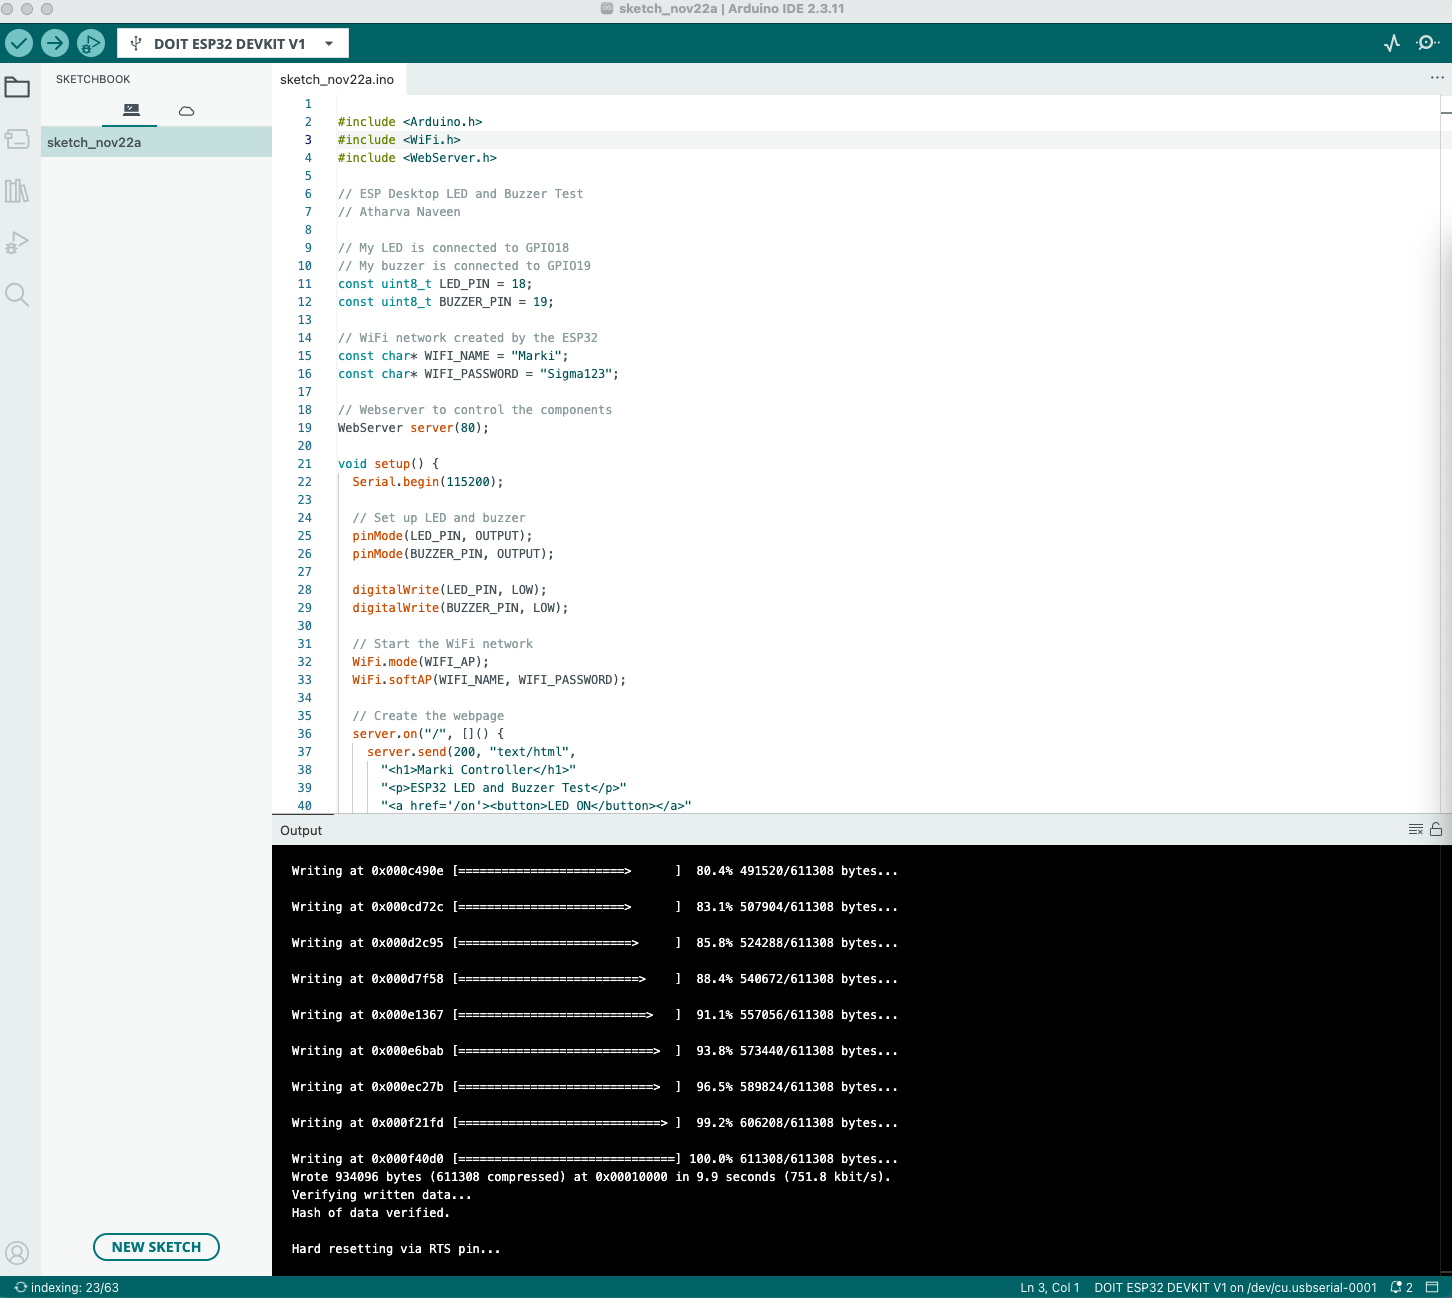 sketch_nov22a | Arduino IDE 2.3.11
DOIT ESP32 DEVKIT V1
SKETCHBOOK
sketch_nov22a
NEW SKETCH
sketch_nov22a.ino
1
2 #include <Arduino.h>
3 #include <WiFi.h>
4 #include <WebServer.h>
5
6 // ESP Desktop LED and Buzzer Test
7 // Atharva Naveen
8
9 // My LED is connected to GPIO18
10 // My buzzer is connected to GPIO19
11 const uint8_t LED_PIN = 18;
12 const uint8_t BUZZER_PIN = 19;
13
14 // WiFi network created by the ESP32
15 const char* WIFI_NAME = "Marki";
16 const char* WIFI_PASSWORD = "Sigma123";
17
18 // Webserver to control the components
19 WebServer server(80);
20
21 void setup() {
22 Serial.begin(115200);
23
24 // Set up LED and buzzer
25 pinMode(LED_PIN, OUTPUT);
26 pinMode(BUZZER_PIN, OUTPUT);
27
28 digitalWrite(LED_PIN, LOW);
29 digitalWrite(BUZZER_PIN, LOW);
30
31 // Start the WiFi network
32 WiFi.mode(WIFI_AP);
33 WiFi.softAP(WIFI_NAME, WIFI_PASSWORD);
34
35 // Create the webpage
36 server.on("/", []() {
37 server.send(200, "text/html",
38 "<h1>Marki Controller</h1>"
39 "<p>ESP32 LED and Buzzer Test</p>"
40 "<a href='/on'><button>LED ON</button></a>"
Output
Writing at 0x000c490e [=======================>      ]  80.4% 491520/611308 bytes...
Writing at 0x000cd72c [=======================>      ]  83.1% 507904/611308 bytes...
Writing at 0x000d2c95 [========================>     ]  85.8% 524288/611308 bytes...
Writing at 0x000d7f58 [=========================>    ]  88.4% 540672/611308 bytes...
Writing at 0x000e1367 [==========================>   ]  91.1% 557056/611308 bytes...
Writing at 0x000e6bab [===========================>  ]  93.8% 573440/611308 bytes...
Writing at 0x000ec27b [===========================>  ]  96.5% 589824/611308 bytes...
Writing at 0x000f21fd [============================> ]  99.2% 606208/611308 bytes...
Writing at 0x000f40d0 [==============================] 100.0% 611308/611308 bytes...
Wrote 934096 bytes (611308 compressed) at 0x00010000 in 9.9 seconds (751.8 kbit/s).
Verifying written data...
Hash of data verified.
Hard resetting via RTS pin...
indexing: 23/63
Ln 3, Col 1
DOIT ESP32 DEVKIT V1 on /dev/cu.usbserial-0001
2